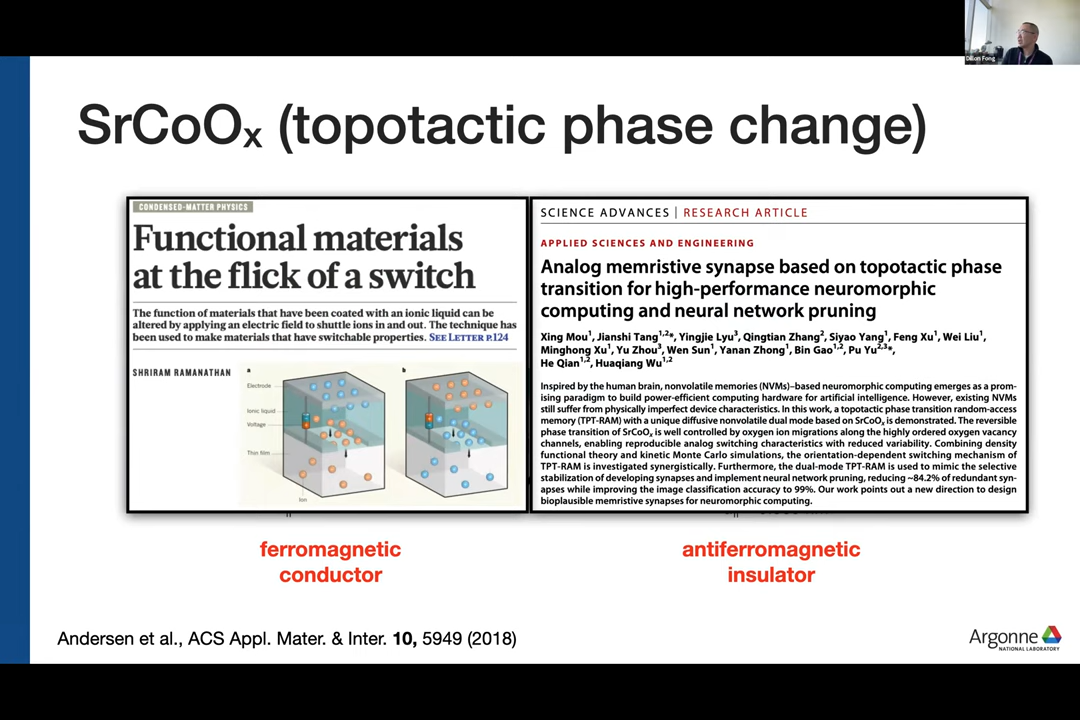 Dillon Fong
SrCoOₓ (topotactic phase change)
CONDENSED-MATTER PHYSICS
Functional materials
at the flick of a switch
The function of materials that have been coated with an ionic liquid can be
altered by applying an electric field to shuttle ions in and out. The technique has
been used to make materials that have switchable properties. SEE LETTER P.124
SHRIRAM RAMANATHAN
a
b
Electrode
Ionic liquid
Voltage
Thin film
Ion
SCIENCE ADVANCES | RESEARCH ARTICLE
APPLIED SCIENCES AND ENGINEERING
Analog memristive synapse based on topotactic phase
transition for high-performance neuromorphic
computing and neural network pruning
Xing Mou¹, Jianshi Tang¹,²*, Yingjie Lyu³, Qingtian Zhang², Siyao Yang¹, Feng Xu¹, Wei Liu¹,
Minghong Xu¹, Yu Zhou³, Wen Sun¹, Yanan Zhong¹, Bin Gao¹,², Pu Yu²,³*,
He Qian¹,², Huaqiang Wu¹,²
Inspired by the human brain, nonvolatile memories (NVMs)–based neuromorphic computing emerges as a prom-
ising paradigm to build power-efficient computing hardware for artificial intelligence. However, existing NVMs
still suffer from physically imperfect device characteristics. In this work, a topotactic phase transition random-access
memory (TPT-RAM) with a unique diffusive nonvolatile dual mode based on SrCoOₓ is demonstrated. The reversible
phase transition of SrCoOₓ is well controlled by oxygen ion migrations along the highly ordered oxygen vacancy
channels, enabling reproducible analog switching characteristics with reduced variability. Combining density
functional theory and kinetic Monte Carlo simulations, the orientation-dependent switching mechanism of
TPT-RAM is investigated synergistically. Furthermore, the dual-mode TPT-RAM is used to mimic the selective
stabilization of developing synapses and implement neural network pruning, reducing ~84.2% of redundant syn-
apses while improving the image classification accuracy to 99%. Our work points out a new direction to design
bioplausible memristive synapses for neuromorphic computing.
ferromagnetic
conductor
antiferromagnetic
insulator
Andersen et al., ACS Appl. Mater. & Inter. 10, 5949 (2018)
Argonne
NATIONAL LABORATORY